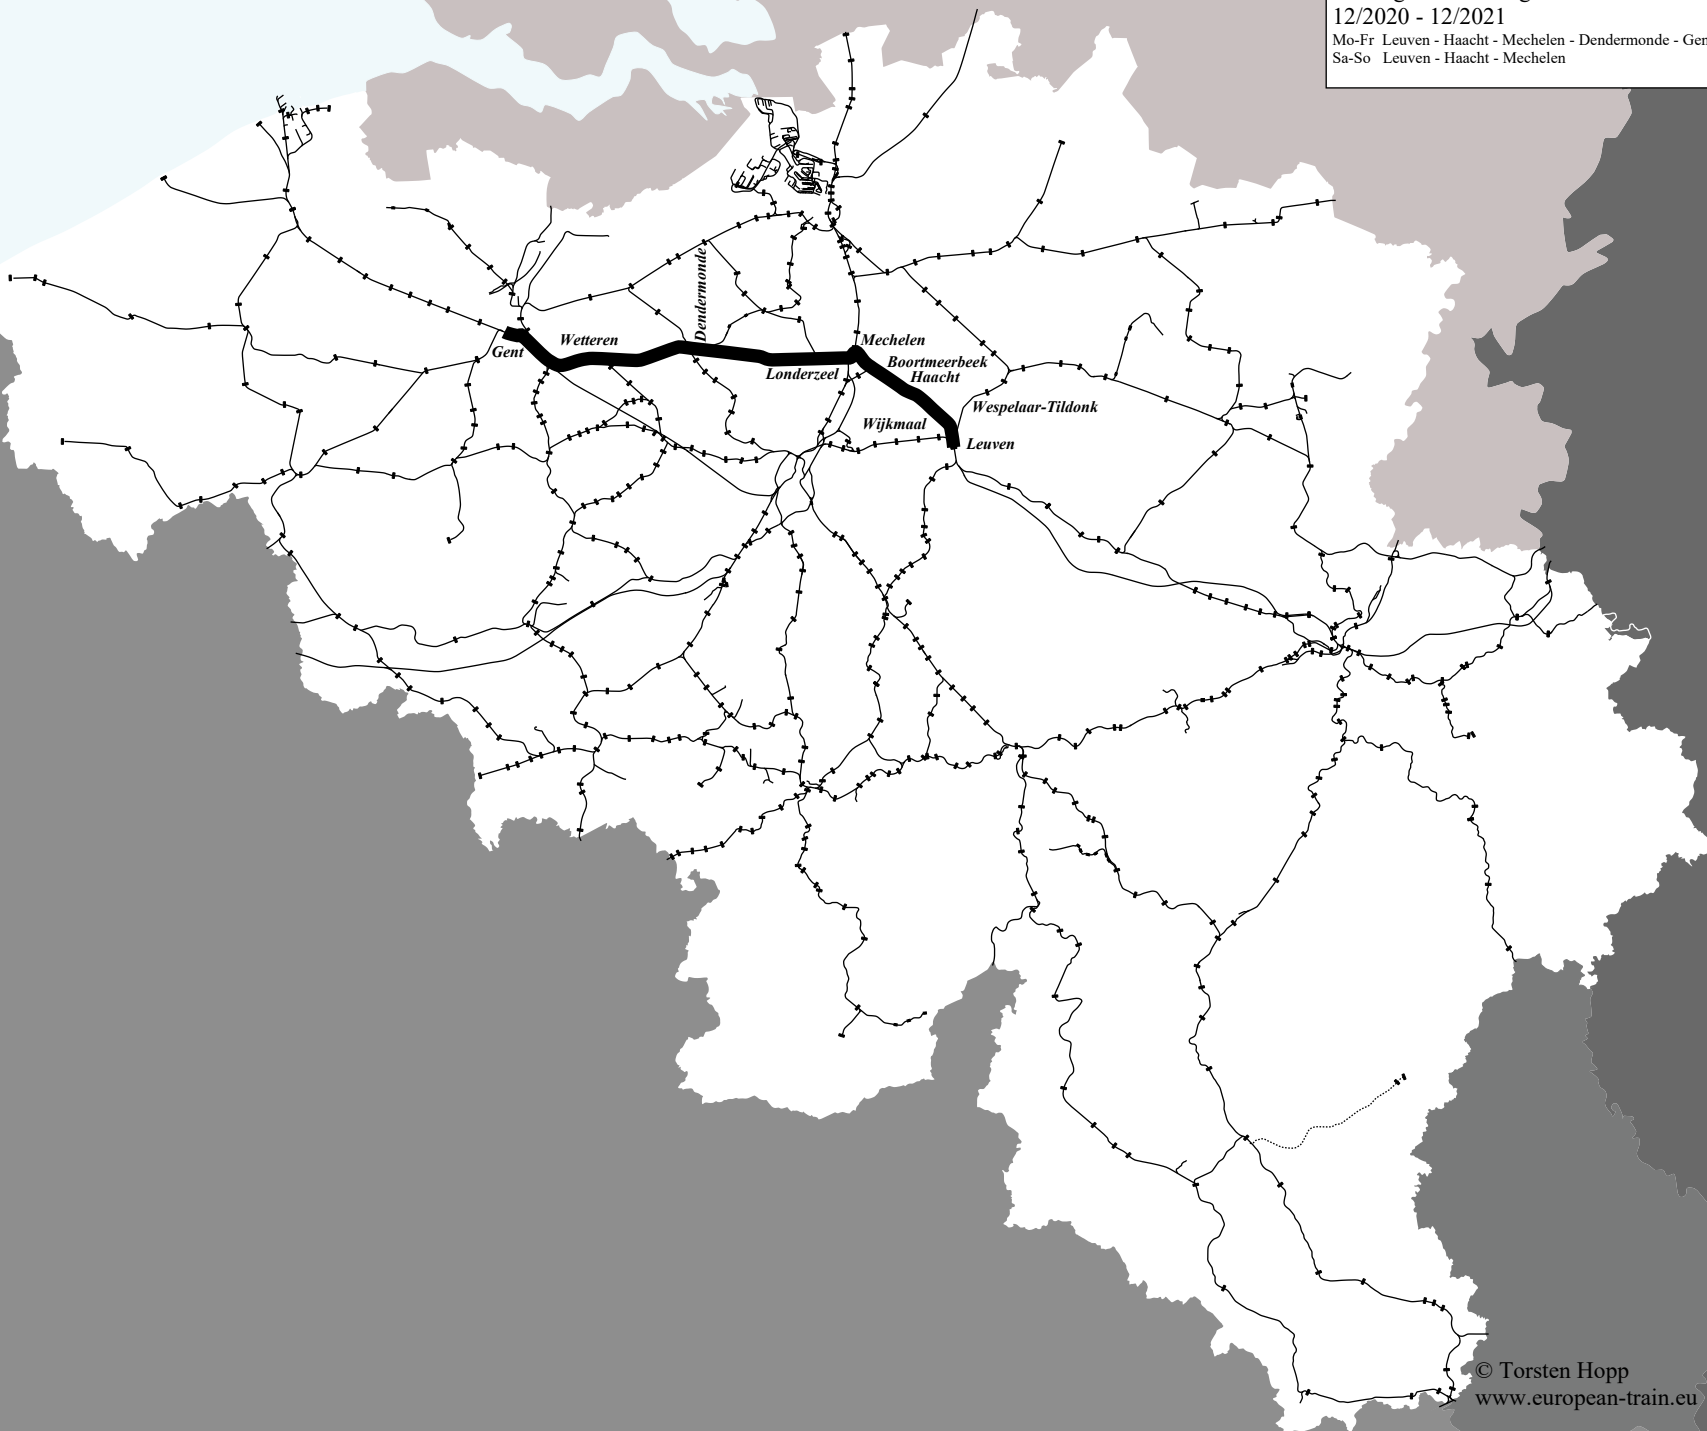 12/2020 - 12/2021
Mo-Fr Leuven - Haacht - Mechelen - Dendermonde - Gen
Sa-So Leuven - Haacht - Mechelen
Dendermonde
Wetteren
Gent
Mechelen
Londerzeel
Boortmeerbeek
Haacht
Wespelaar-Tildonk
Wijkmaal
Leuven
© Torsten Hopp
www.european-train.eu